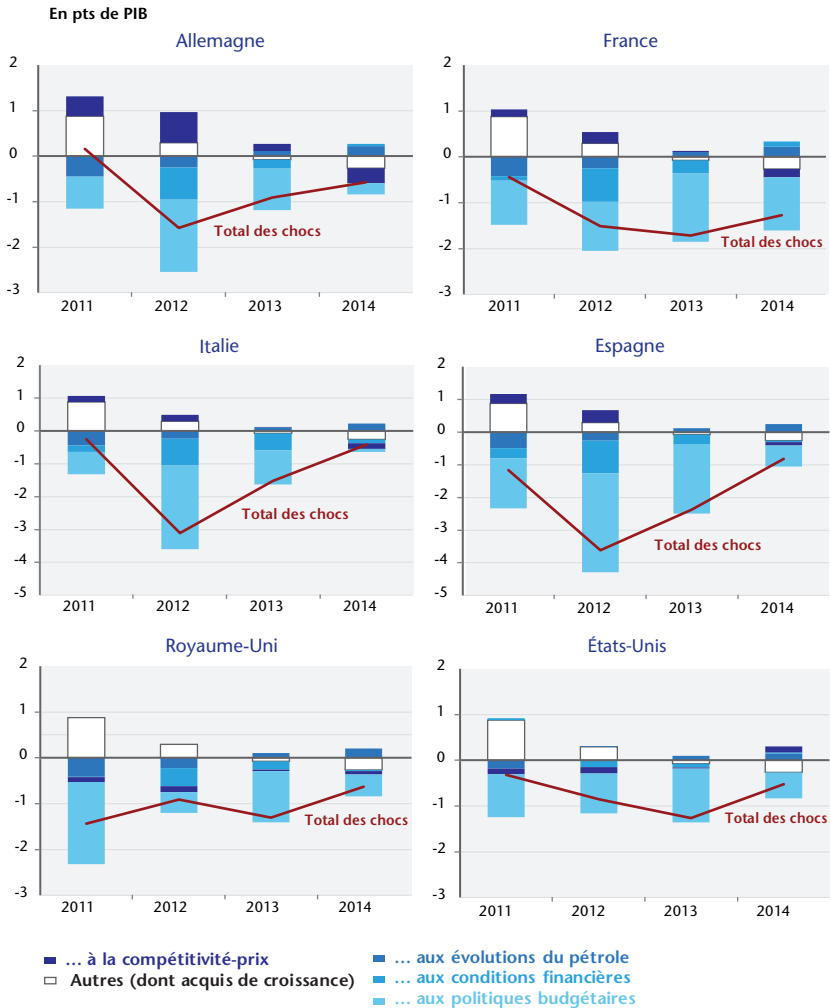 En pts de PIB
Allemagne
2
1
0
-1
-2
-3
Total des chocs
2011 2012 2013 2014
France
2
1
0
-1
-2
-3
Total des chocs
2011 2012 2013 2014
Italie
2
1
0
-1
-2
-3
-4
-5
Total des chocs
2011 2012 2013 2014
Espagne
2
1
0
-1
-2
-3
-4
-5
Total des chocs
2011 2012 2013 2014
Royaume-Uni
2
1
0
-1
-2
-3
Total des chocs
2011 2012 2013 2014
États-Unis
2
1
0
-1
-2
-3
Total des chocs
2011 2012 2013 2014
... à la compétitivité-prix
Autres (dont acquis de croissance)
... aux évolutions du pétrole
... aux conditions financières
... aux politiques budgétaires